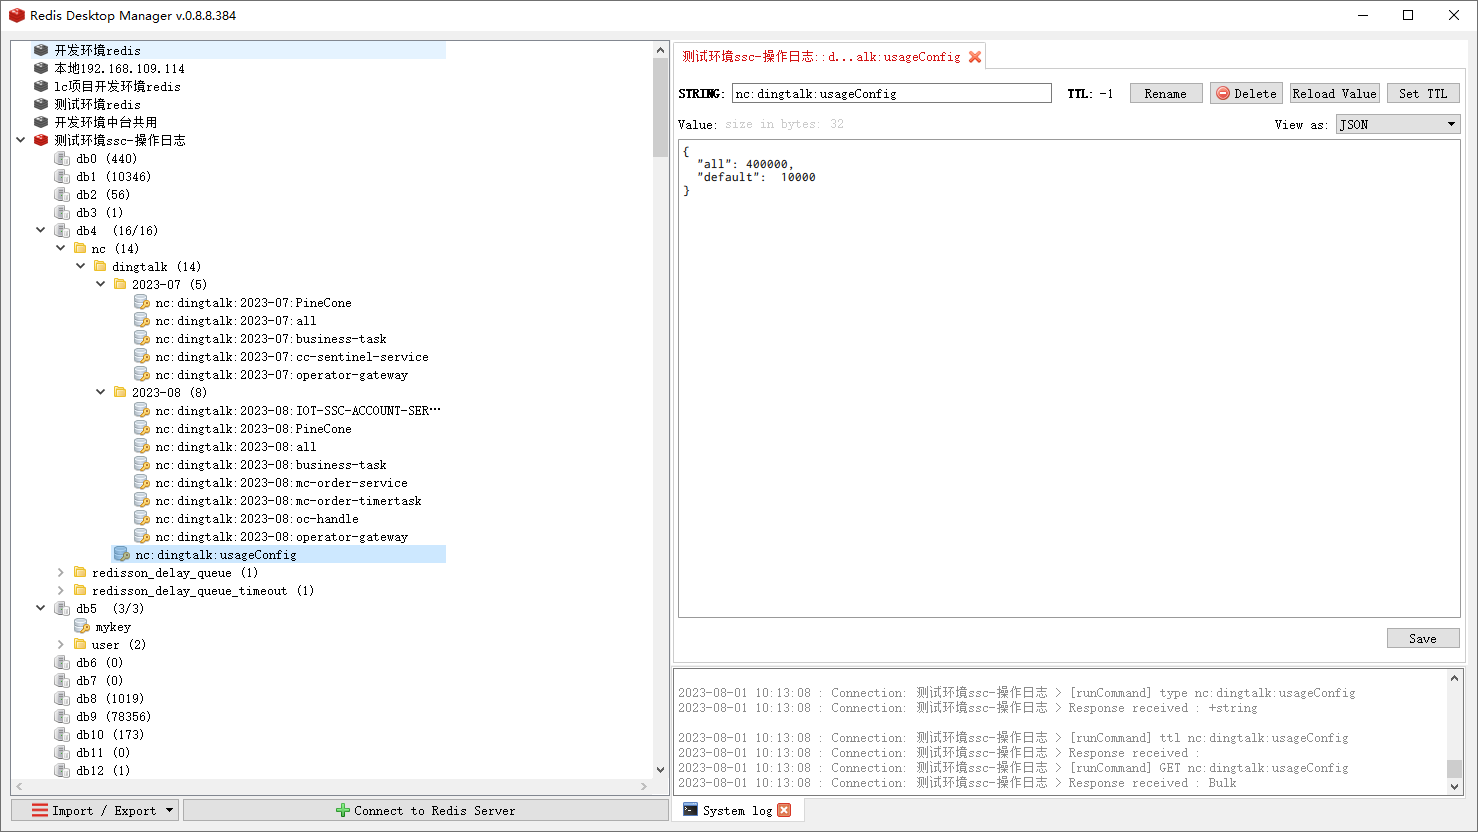 Redis Desktop Manager v.0.8.8.384
开发环境redis
本地192.168.109.114
lc项目开发环境redis
测试环境redis
开发环境中台共用
测试环境ssc-操作日志
db0 (440)
db1 (10346)
db2 (56)
db3 (1)
db4 (16/16)
nc (14)
dingtalk (14)
2023-07 (5)
nc:dingtalk:2023-07:PineCone
nc:dingtalk:2023-07:all
nc:dingtalk:2023-07:business-task
nc:dingtalk:2023-07:cc-sentinel-service
nc:dingtalk:2023-07:operator-gateway
2023-08 (8)
nc:dingtalk:2023-08:IOT-SSC-ACCOUNT-SER…
nc:dingtalk:2023-08:PineCone
nc:dingtalk:2023-08:all
nc:dingtalk:2023-08:business-task
nc:dingtalk:2023-08:mc-order-service
nc:dingtalk:2023-08:mc-order-timertask
nc:dingtalk:2023-08:oc-handle
nc:dingtalk:2023-08:operator-gateway
nc:dingtalk:usageConfig
redisson_delay_queue (1)
redisson_delay_queue_timeout (1)
db5 (3/3)
mykey
user (2)
db6 (0)
db7 (0)
db8 (1019)
db9 (78356)
db10 (173)
db11 (0)
db12 (1)
Import / Export
Connect to Redis Server
测试环境ssc-操作日志::d...alk:usageConfig
STRING: nc:dingtalk:usageConfig TTL: -1 Rename Delete Reload Value Set TTL
Value: size in bytes: 32 View as: JSON
{
"all": 400000,
"default": 10000
}
Save
2023-08-01 10:13:08 : Connection: 测试环境ssc-操作日志 > [runCommand] type nc:dingtalk:usageConfig
2023-08-01 10:13:08 : Connection: 测试环境ssc-操作日志 > Response received : +string
2023-08-01 10:13:08 : Connection: 测试环境ssc-操作日志 > [runCommand] ttl nc:dingtalk:usageConfig
2023-08-01 10:13:08 : Connection: 测试环境ssc-操作日志 > Response received :
2023-08-01 10:13:08 : Connection: 测试环境ssc-操作日志 > [runCommand] GET nc:dingtalk:usageConfig
2023-08-01 10:13:08 : Connection: 测试环境ssc-操作日志 > Response received : Bulk
System log